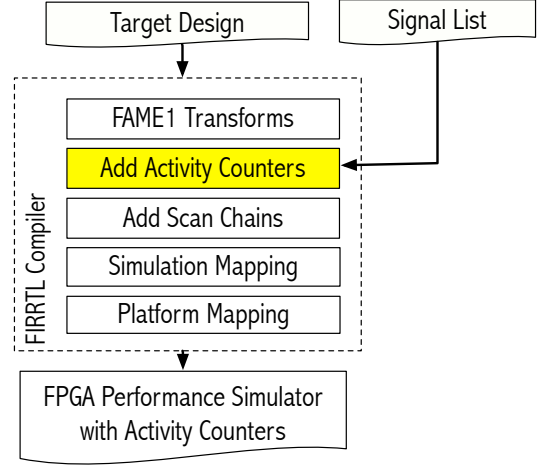 Target Design
Signal List
FIRRTL Compiler
FAME1 Transforms
Add Activity Counters
Add Scan Chains
Simulation Mapping
Platform Mapping
FPGA Performance Simulator
with Activity Counters